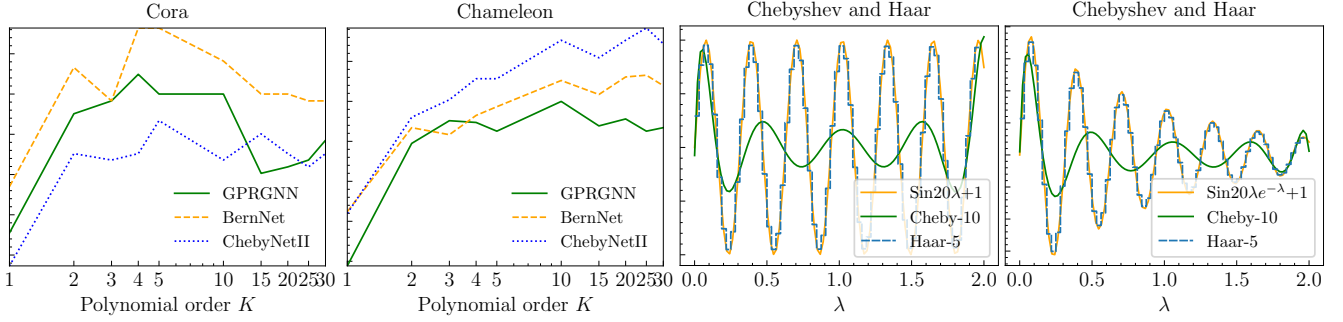 Cora
GPRGNN
BernNet
ChebyNetII
1 2 3 4 5 10 15 20 25 30
Polynomial order K
Chameleon
GPRGNN
BernNet
ChebyNetII
1 2 3 4 5 10 15 20 25 30
Polynomial order K
Chebyshev and Haar
Sin20λ+1
Cheby-10
Haar-5
0.0 0.5 1.0 1.5 2.0
λ
Chebyshev and Haar
Sin20λe^{-λ}+1
Cheby-10
Haar-5
0.0 0.5 1.0 1.5 2.0
λ